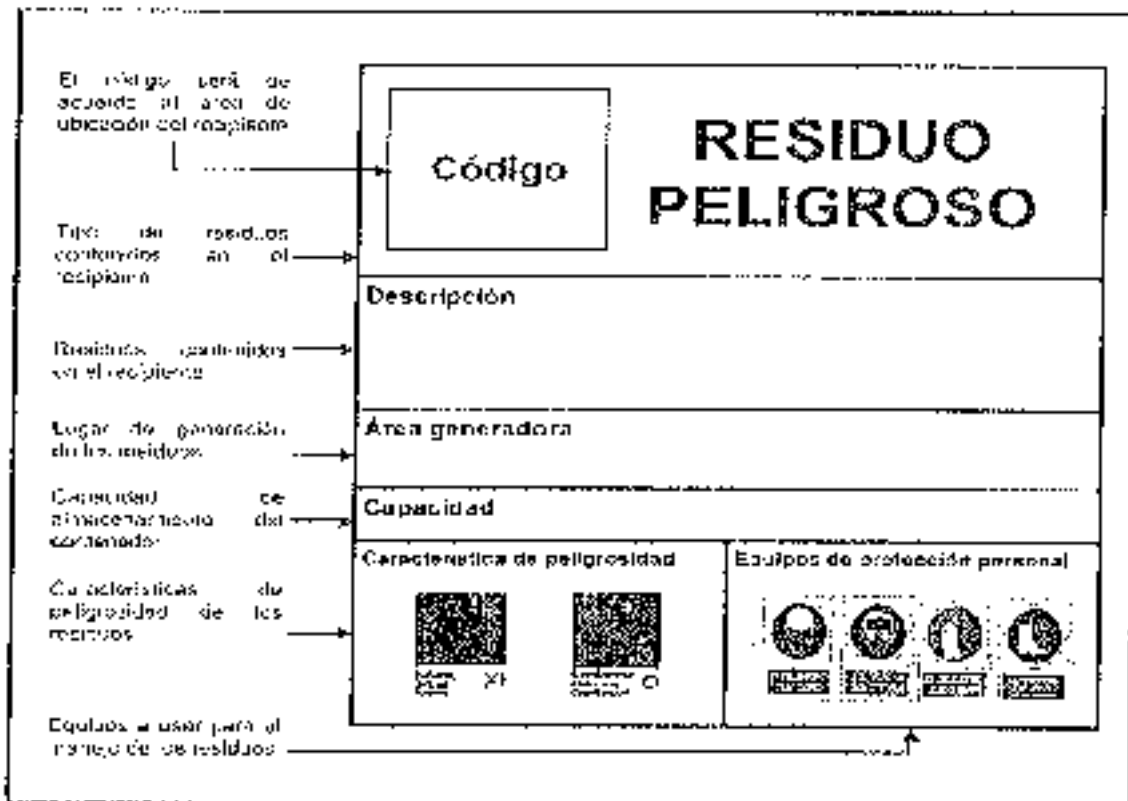 El código será de
acuerdo al área de
ubicación del recipiente
Código
RESIDUO
PELIGROSO
Tipo de residuos
contenidos en el
recipiente
Descripción
Residuos contenidos
en el recipiente
Lugar de generación
de los residuos
Área generadora
Capacidad de
almacenamiento del
contenedor
Capacidad
Características de
peligrosidad de los
residuos
Característica de peligrosidad
Equipos de protección personal
Equipos a usar para el
manejo de los residuos